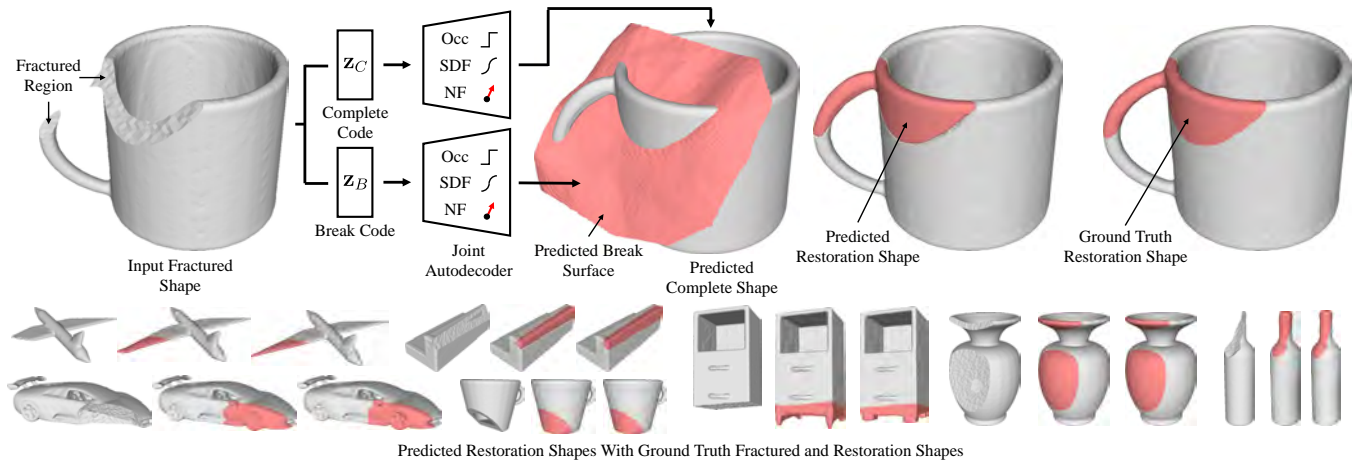 Fractured
Region
z_C
Complete
Code
z_B
Break Code
Occ
SDF
NF
Occ
SDF
NF
Joint
Autodecoder
Input Fractured
Shape
Predicted Break
Surface
Predicted
Complete Shape
Predicted
Restoration Shape
Ground Truth
Restoration Shape
Predicted Restoration Shapes With Ground Truth Fractured and Restoration Shapes